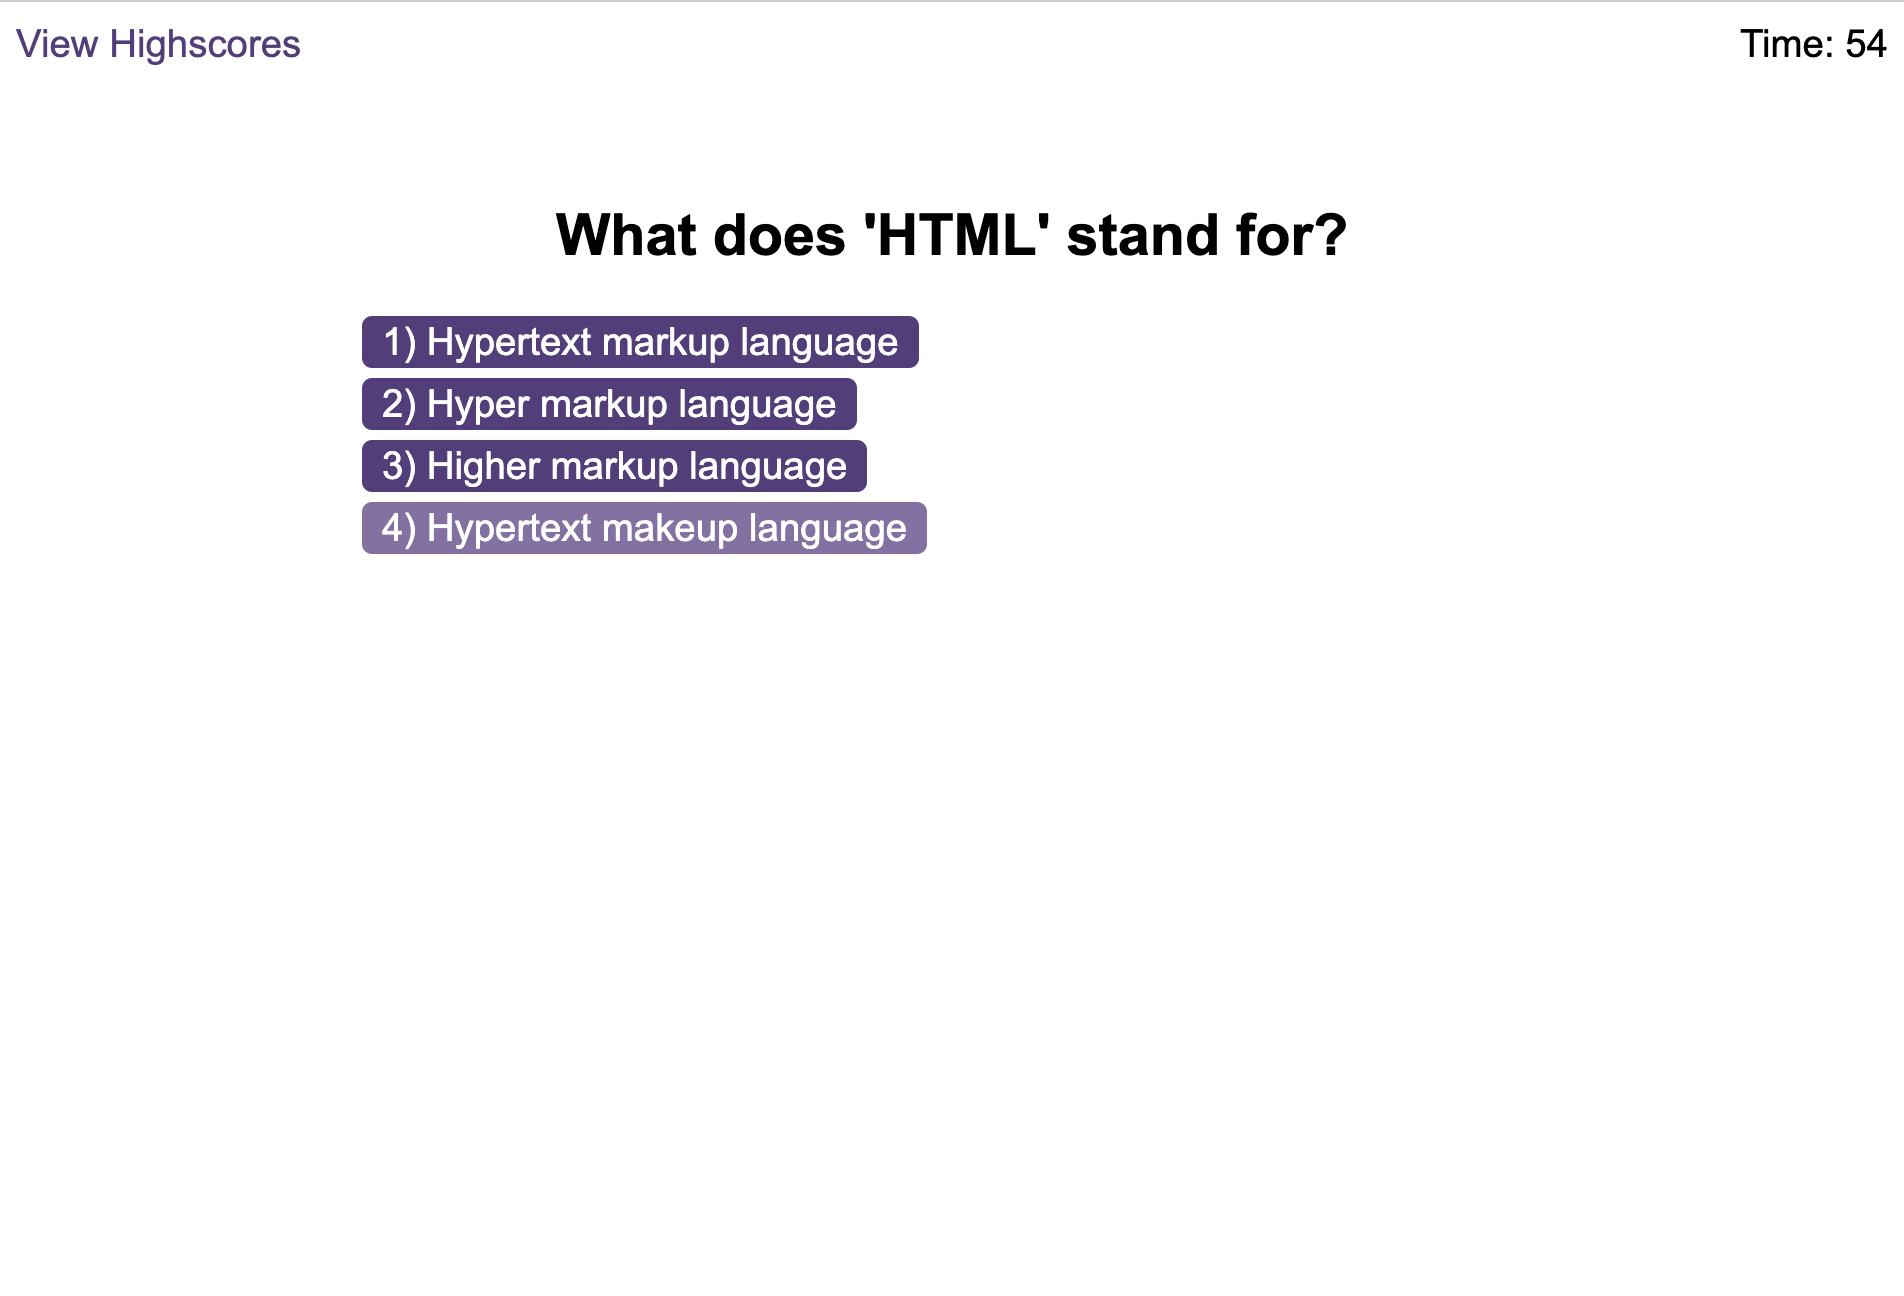 View Highscores
Time: 54
What does 'HTML' stand for?
1) Hypertext markup language
2) Hyper markup language
3) Higher markup language
4) Hypertext makeup language